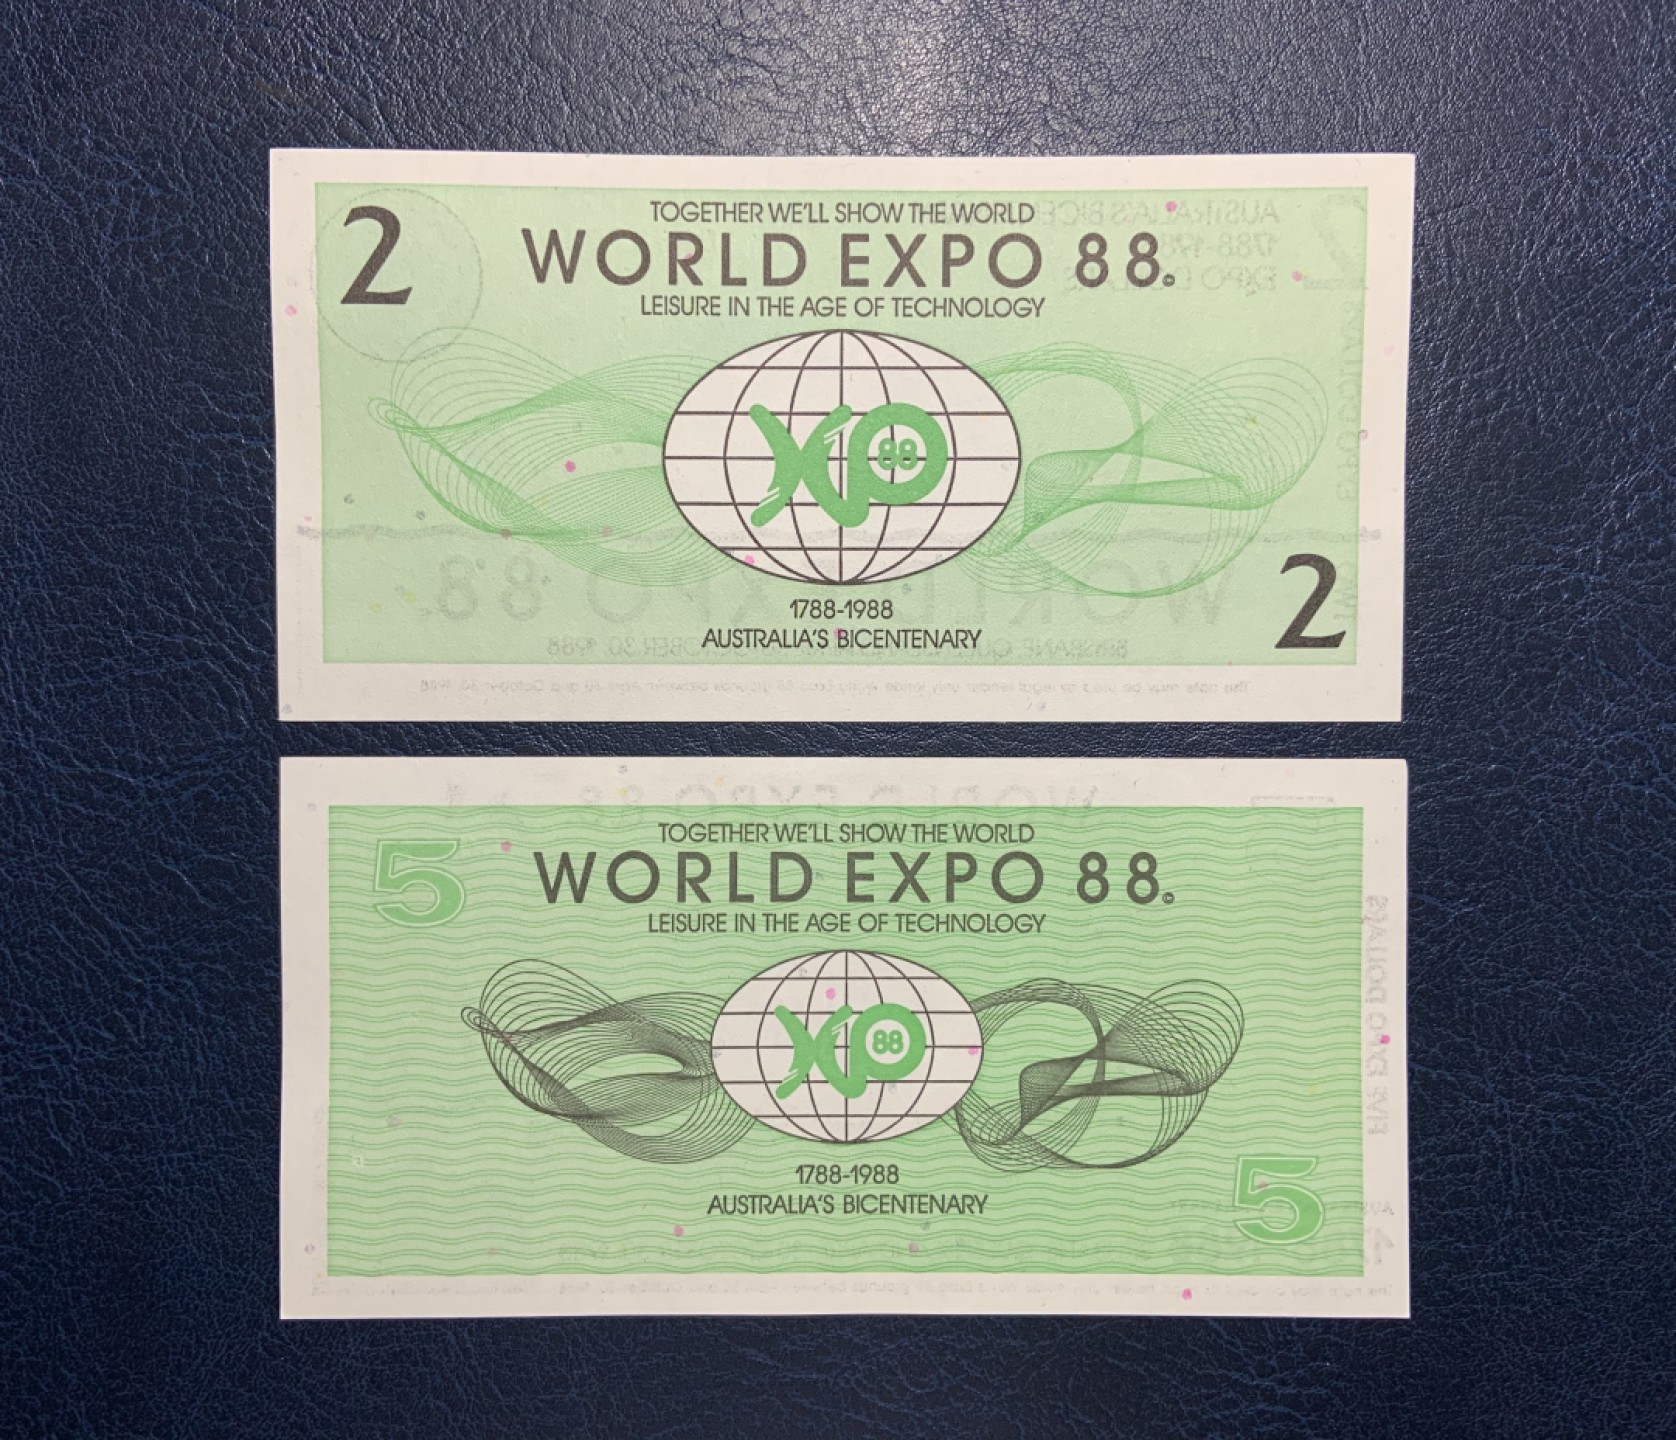 2
TOGETHER WE'LL SHOW THE WORLD
WORLD EXPO 88©
LEISURE IN THE AGE OF TECHNOLOGY
XP 88
1788-1988
AUSTRALIA'S BICENTENARY
2
5
TOGETHER WE'LL SHOW THE WORLD
WORLD EXPO 88©
LEISURE IN THE AGE OF TECHNOLOGY
XP 88
1788-1988
AUSTRALIA'S BICENTENARY
5